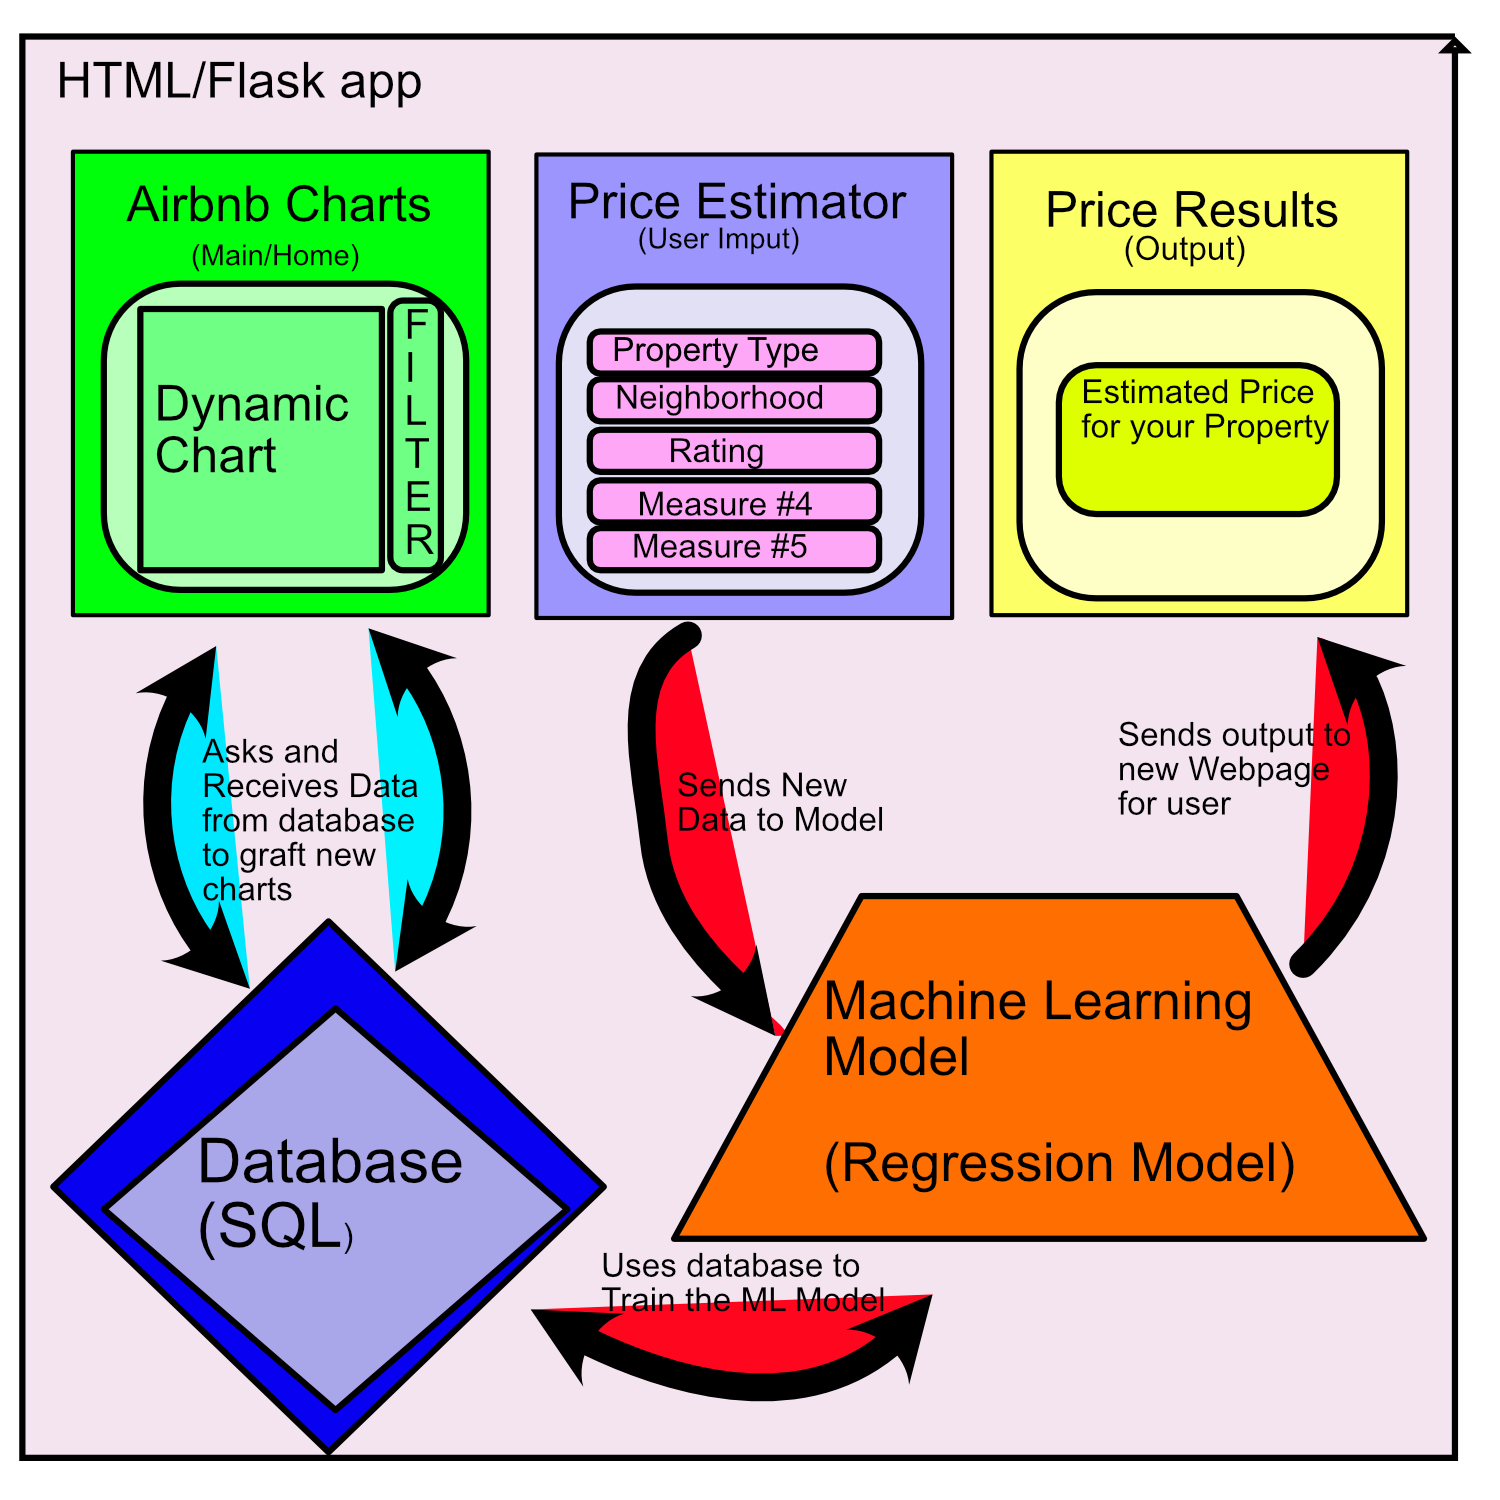 HTML/Flask app
Airbnb Charts
(Main/Home)
Dynamic
Chart
F
I
L
T
E
R
Price Estimator
(User Imput)
Property Type
Neighborhood
Rating
Measure #4
Measure #5
Price Results
(Output)
Estimated Price
for your Property
Asks and
Receives Data
from database
to graft new
charts
Sends New
Data to Model
Sends output to
new Webpage
for user
Database
(SQL)
Machine Learning
Model
(Regression Model)
Uses database to
Train the ML Model